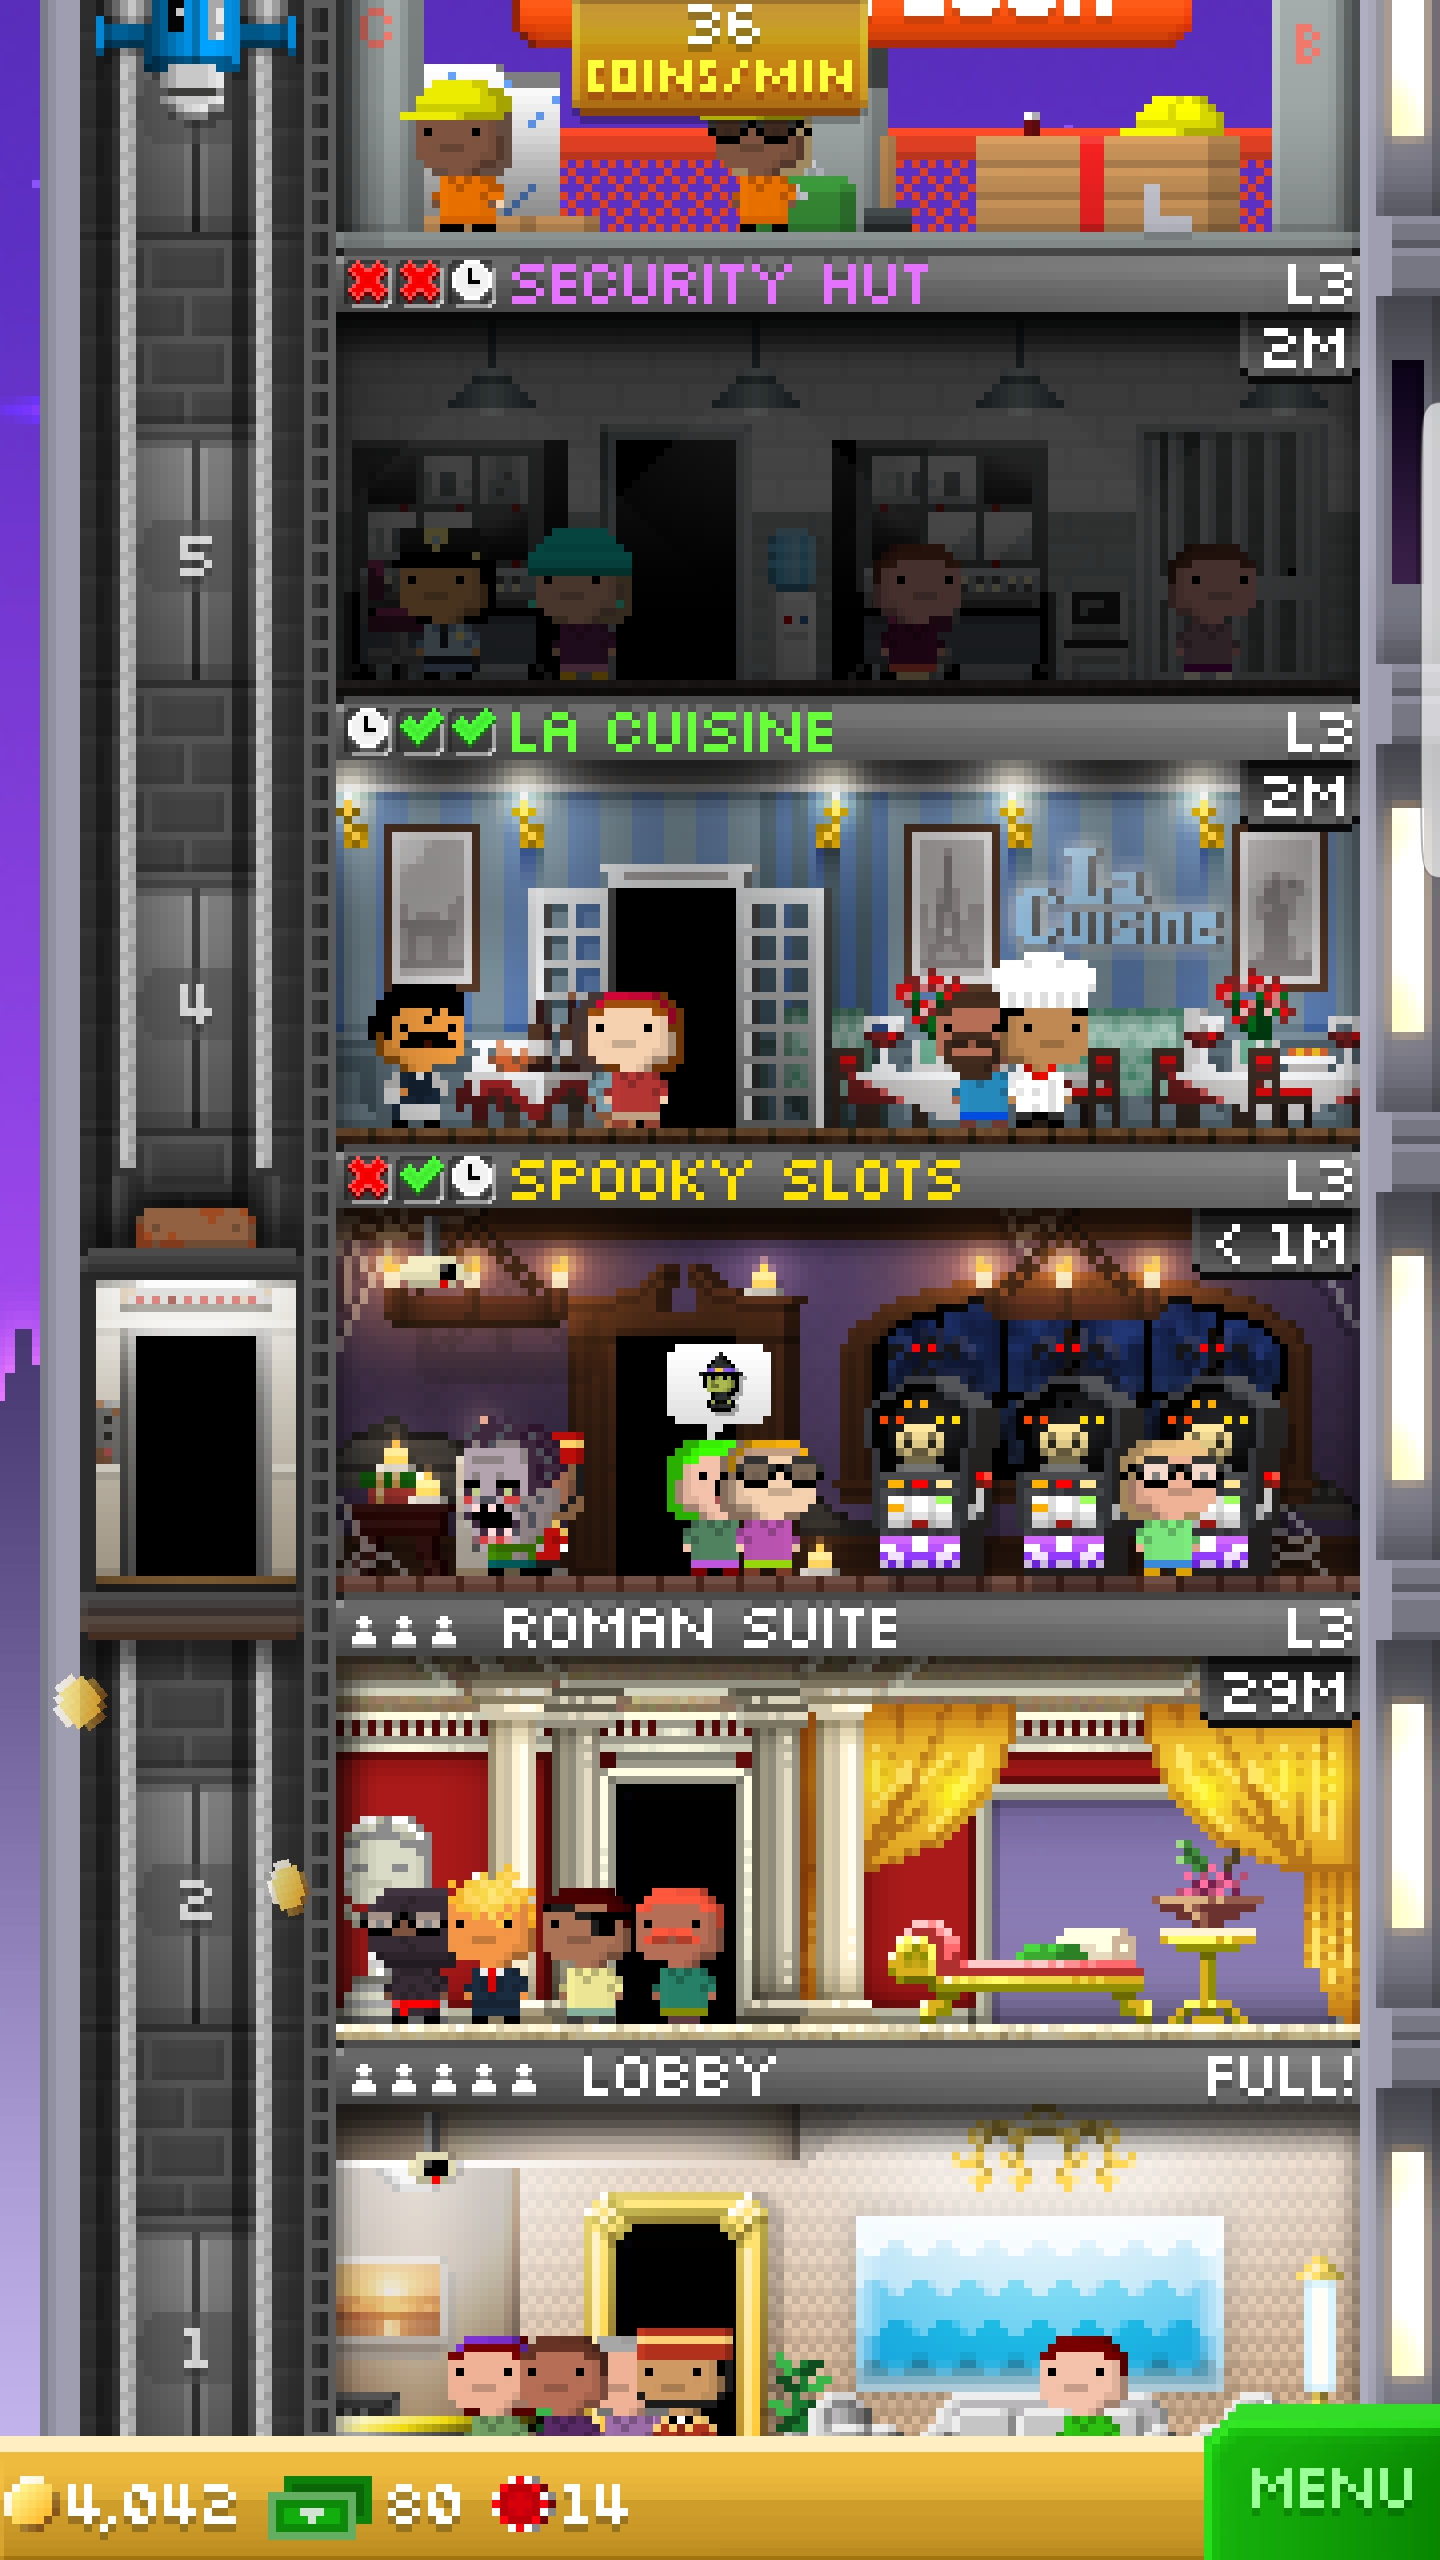 C
B
36
COINS/MIN
SECURITY HUT
L3
2M
5
LA CUISINE
L3
2M
La
Cuisine
4
SPOOKY SLOTS
L3
< 1M
ROMAN SUITE
L3
29M
2
LOBBY
FULL!
1
4,042
80
14
MENU